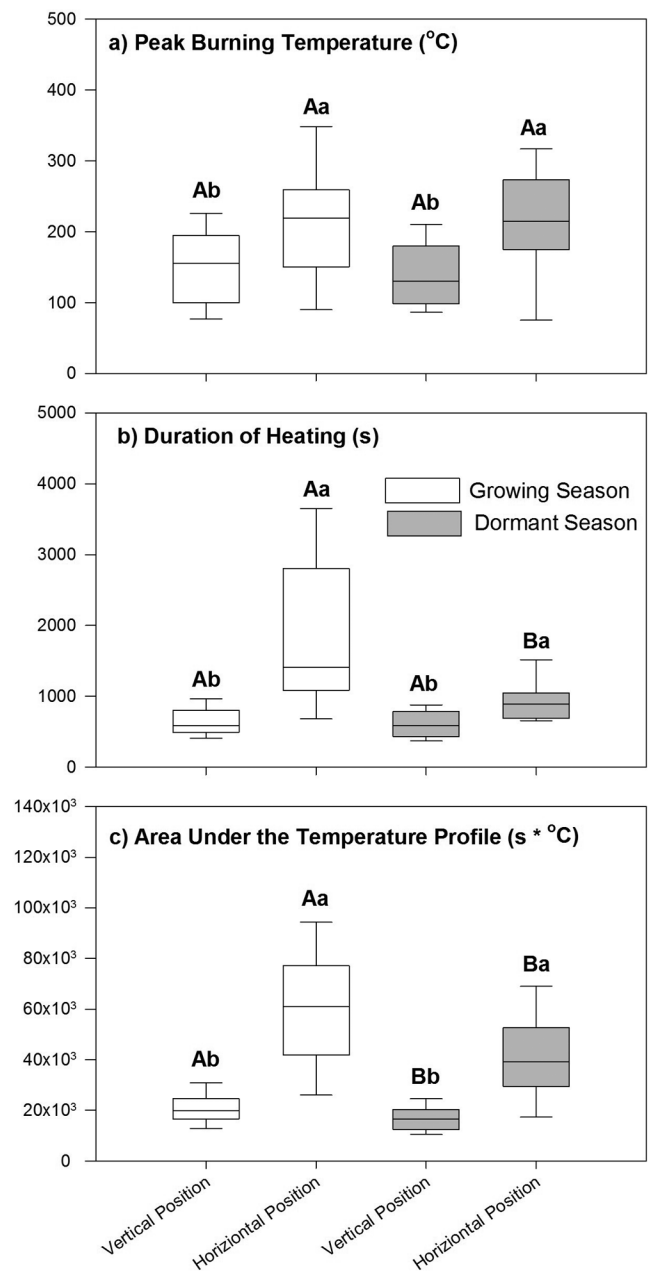 500
a) Peak Burning Temperature (°C)
400
Aa
Aa
300
Ab
Ab
200
100
0
5000
b) Duration of Heating (s)
4000
Aa
Growing Season
Dormant Season
3000
2000
Ba
Ab
Ab
1000
0
140x10³
c) Area Under the Temperature Profile (s * °C)
120x10³
100x10³
Aa
80x10³
Ba
60x10³
40x10³
Ab
Bb
20x10³
0
Vertical Position
Horiziontal Position
Vertical Position
Horiziontal Position